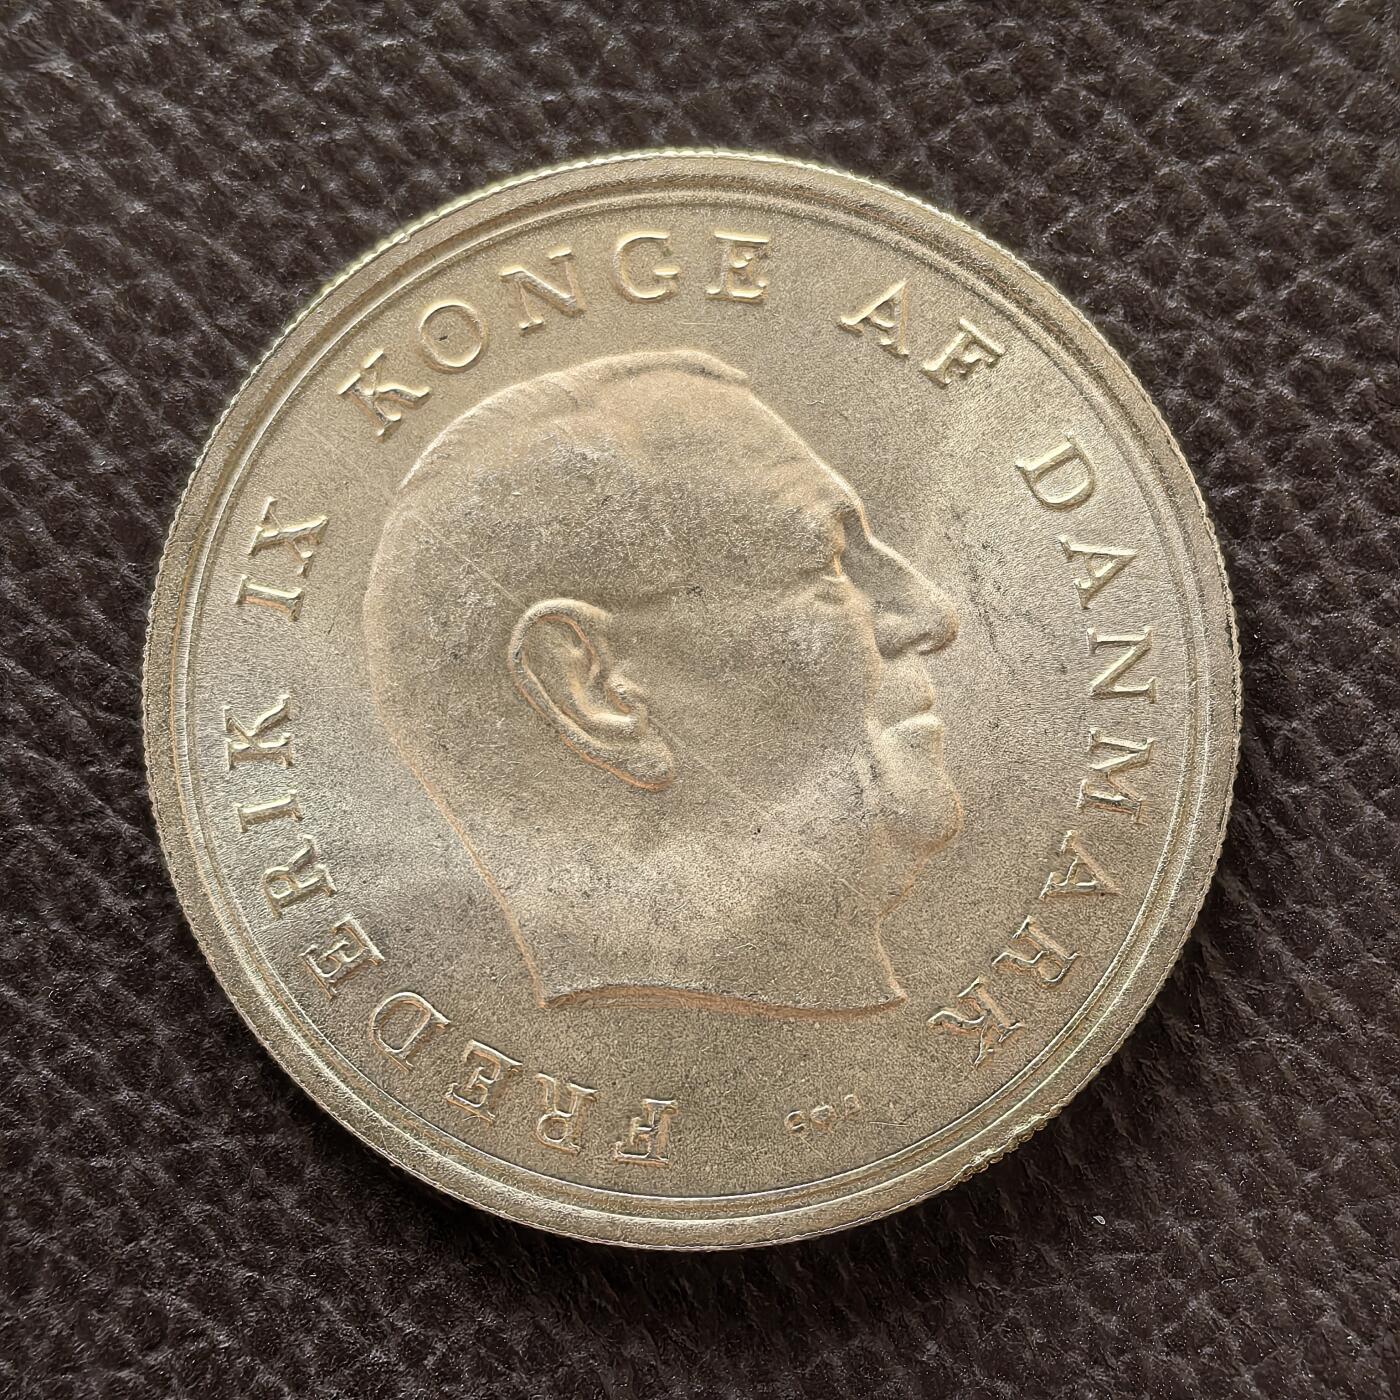 FREDERIK IX KONGE AF DANMARK